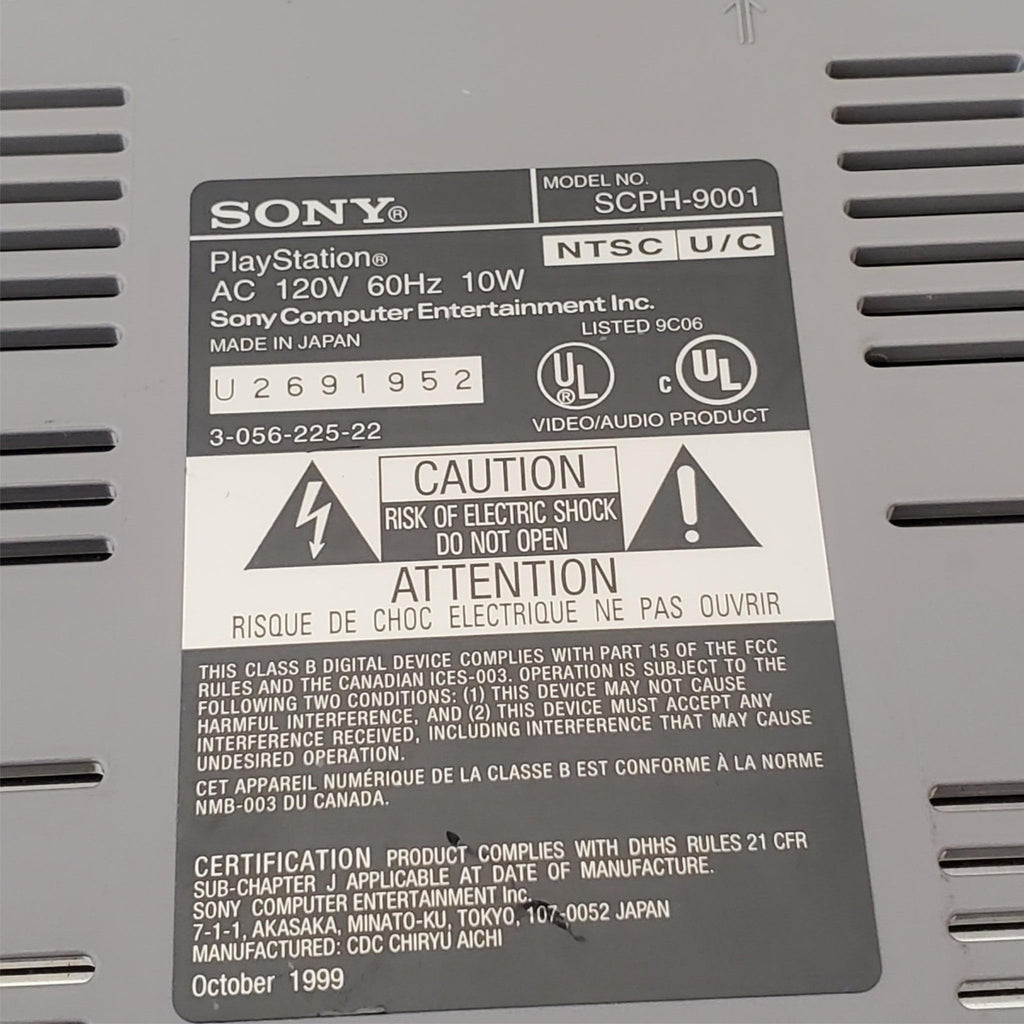 SONY®
MODEL NO.
SCPH-9001
PlayStation®
NTSC U/C
AC 120V 60Hz 10W
Sony Computer Entertainment Inc.
MADE IN JAPAN
LISTED 9C06
U2691952
UL® c UL
3-056-225-22
VIDEO/AUDIO PRODUCT
CAUTION
RISK OF ELECTRIC SHOCK
DO NOT OPEN
ATTENTION
RISQUE DE CHOC ELECTRIQUE NE PAS OUVRIR
THIS CLASS B DIGITAL DEVICE COMPLIES WITH PART 15 OF THE FCC
RULES AND THE CANADIAN ICES-003. OPERATION IS SUBJECT TO THE
FOLLOWING TWO CONDITIONS: (1) THIS DEVICE MAY NOT CAUSE
HARMFUL INTERFERENCE, AND (2) THIS DEVICE MUST ACCEPT ANY
INTERFERENCE RECEIVED, INCLUDING INTERFERENCE THAT MAY CAUSE
UNDESIRED OPERATION.
CET APPAREIL NUMÉRIQUE DE LA CLASSE B EST CONFORME À LA NORME
NMB-003 DU CANADA.
CERTIFICATION PRODUCT COMPLIES WITH DHHS RULES 21 CFR
SUB-CHAPTER J APPLICABLE AT DATE OF MANUFACTURE.
SONY COMPUTER ENTERTAINMENT Inc.
7-1-1, AKASAKA, MINATO-KU, TOKYO, 107-0052 JAPAN
MANUFACTURED: CDC CHIRYU AICHI
October 1999